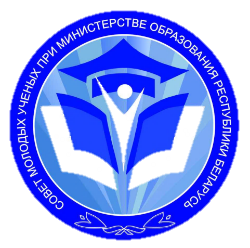 СОВЕТ МОЛОДЫХ УЧЕНЫХ ПРИ МИНИСТЕРСТВЕ ОБРАЗОВАНИЯ РЕСПУБЛИКИ БЕЛАРУСЬ